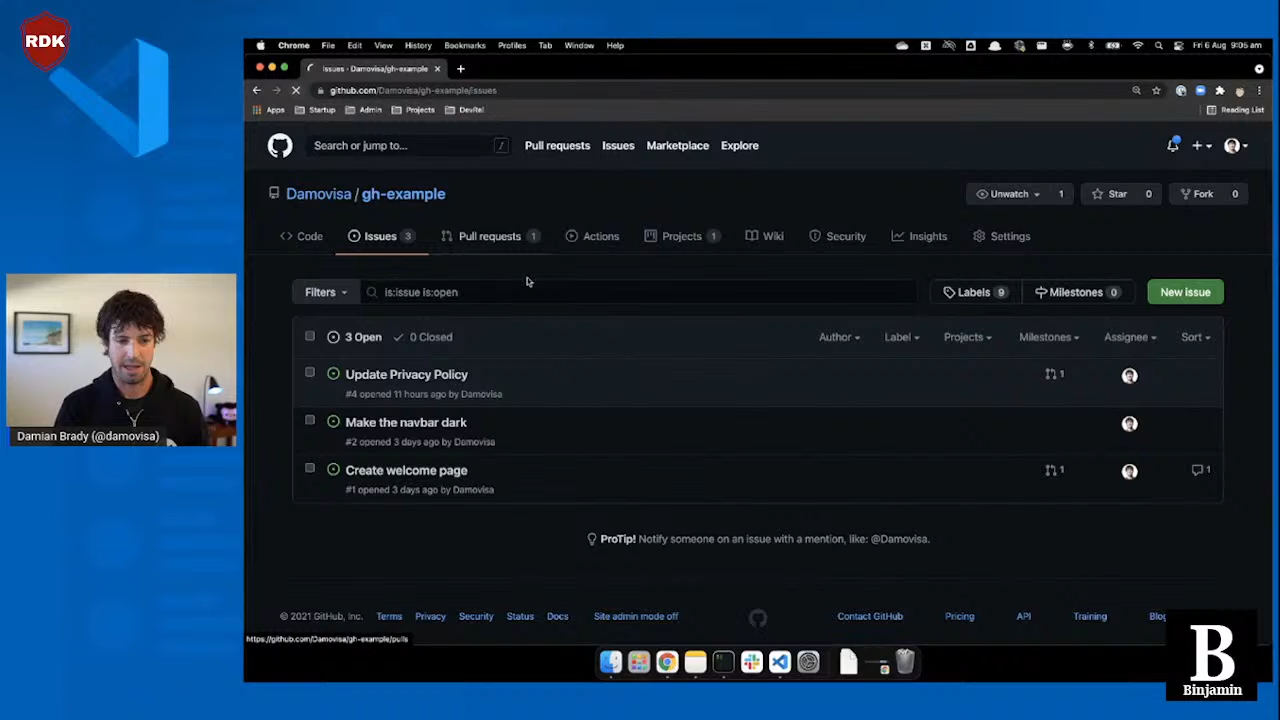 RDK
Chrome File Edit View History Bookmarks Profiles Tab Window Help
Fri 6 Aug 9:05 am
Issues · Damovisa/gh-example
github.com/Damovisa/gh-example/issues
Apps Startup Admin Projects DevRel Reading List
Search or jump to... / Pull requests Issues Marketplace Explore
Damovisa / gh-example
Unwatch 1 Star 0 Fork 0
Code Issues 3 Pull requests 1 Actions Projects 1 Wiki Security Insights Settings
Filters is:issue is:open Labels 9 Milestones 0 New issue
3 Open 0 Closed Author Label Projects Milestones Assignee Sort
Update Privacy Policy 1
#4 opened 11 hours ago by Damovisa
Make the navbar dark
#2 opened 3 days ago by Damovisa
Create welcome page 1 1
#1 opened 3 days ago by Damovisa
ProTip! Notify someone on an issue with a mention, like: @Damovisa.
© 2021 GitHub, Inc. Terms Privacy Security Status Docs Site admin mode off Contact GitHub Pricing API Training Blog
https://github.com/Damovisa/gh-example/pulls
Damian Brady (@damovisa)
B
Binjamin